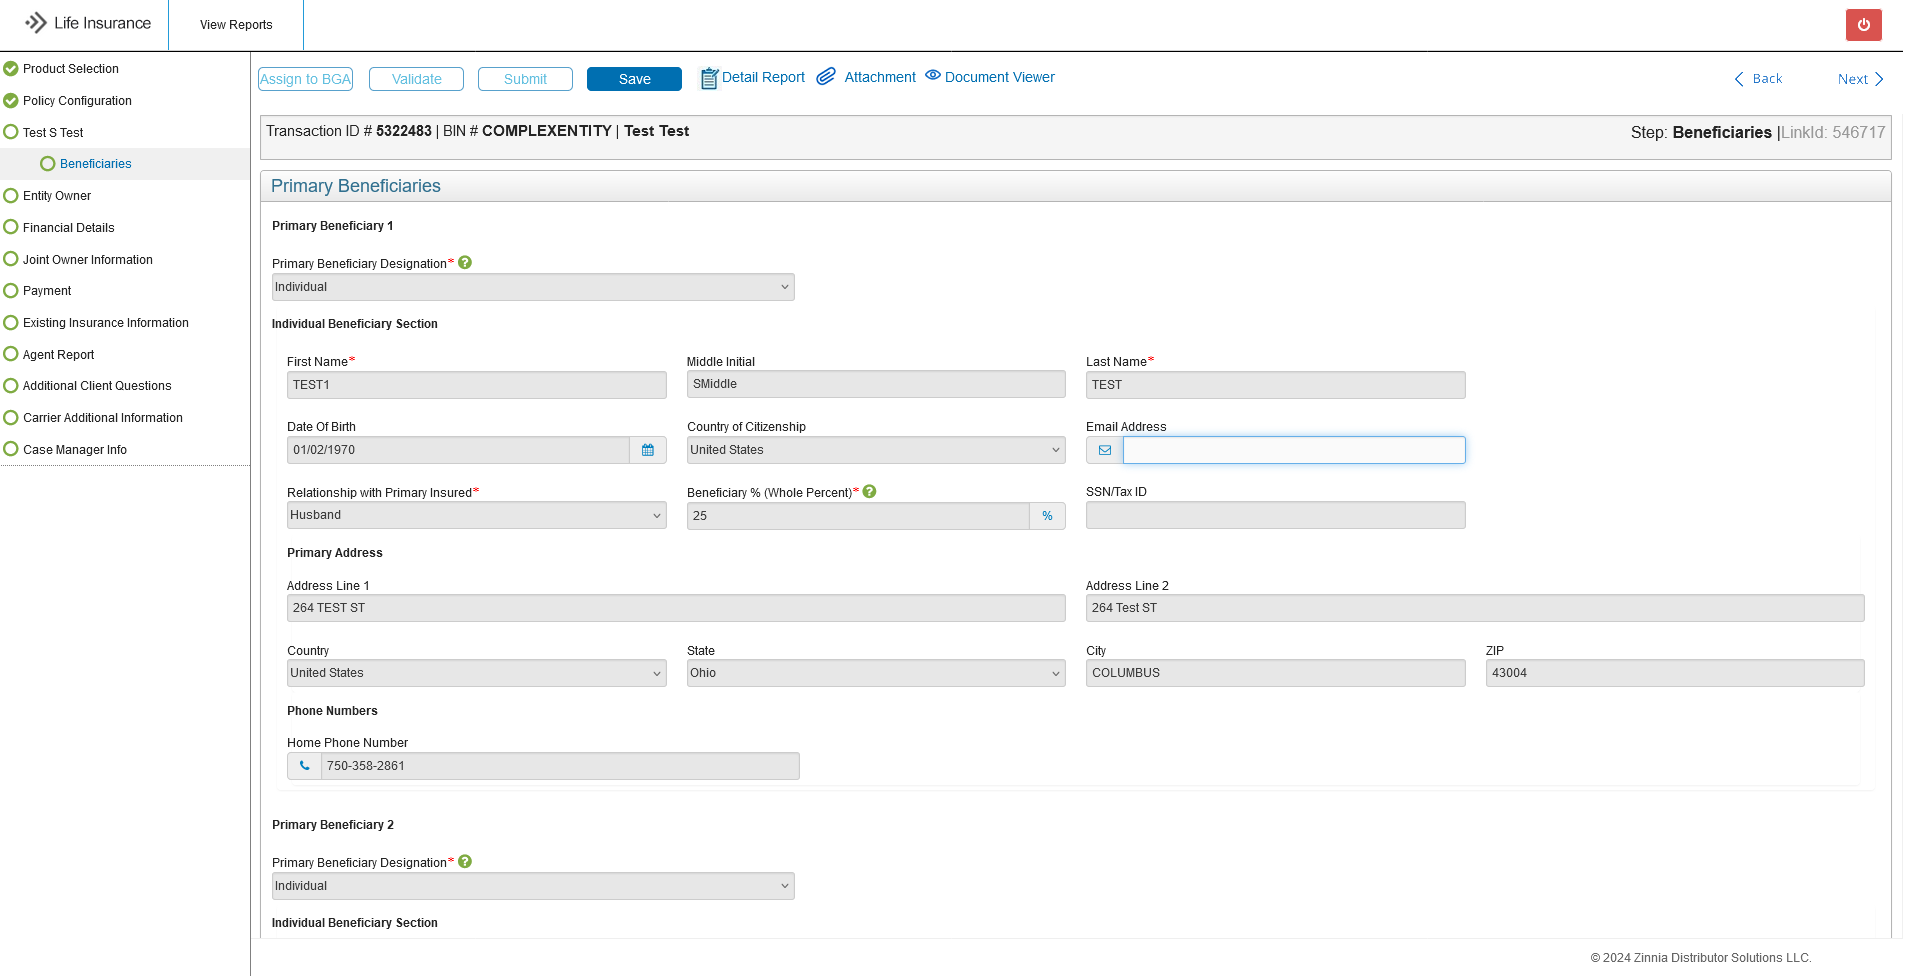 Life Insurance
View Reports
Product Selection
Policy Configuration
Test S Test
Beneficiaries
Entity Owner
Financial Details
Joint Owner Information
Payment
Existing Insurance Information
Agent Report
Additional Client Questions
Carrier Additional Information
Case Manager Info
Assign to BGA Validate Submit Save Detail Report Attachment Document Viewer Back Next
Transaction ID # 5322483 | BIN # COMPLEXENTITY | Test Test
Step: Beneficiaries |LinkId: 546717
Primary Beneficiaries
Primary Beneficiary 1
Primary Beneficiary Designation* ?
Individual
Individual Beneficiary Section
First Name* Middle Initial Last Name*
TEST1 SMiddle TEST
Date Of Birth Country of Citizenship Email Address
01/02/1970 United States
Relationship with Primary Insured* Beneficiary % (Whole Percent)* ? SSN/Tax ID
Husband 25 %
Primary Address
Address Line 1 Address Line 2
264 TEST ST 264 Test ST
Country State City ZIP
United States Ohio COLUMBUS 43004
Phone Numbers
Home Phone Number
750-358-2861
Primary Beneficiary 2
Primary Beneficiary Designation* ?
Individual
Individual Beneficiary Section
© 2024 Zinnia Distributor Solutions LLC.